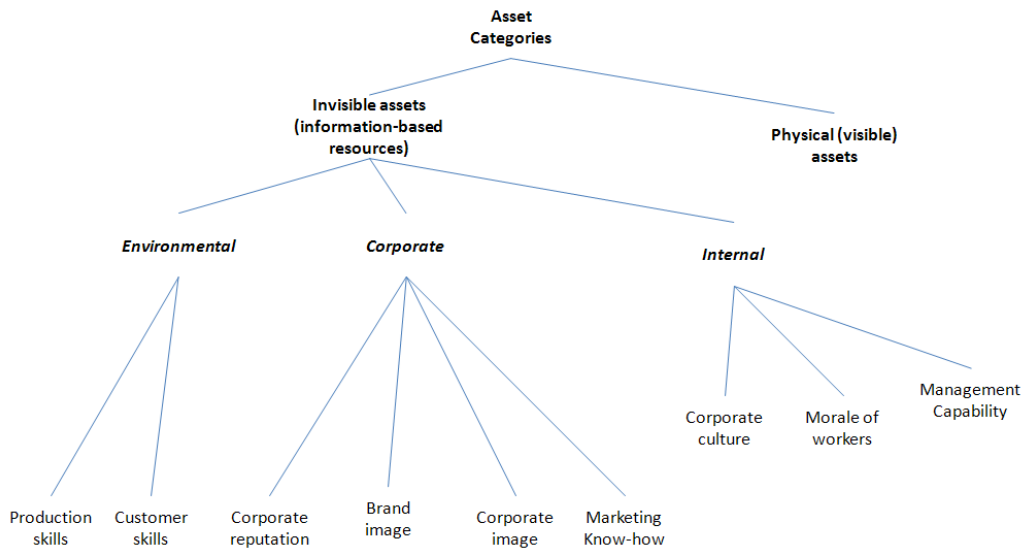 Asset
Categories
Invisible assets
(information-based
resources)
Physical (visible)
assets
Environmental
Corporate
Internal
Corporate
culture
Morale of
workers
Management
Capability
Production
skills
Customer
skills
Corporate
reputation
Brand
image
Corporate
image
Marketing
Know-how